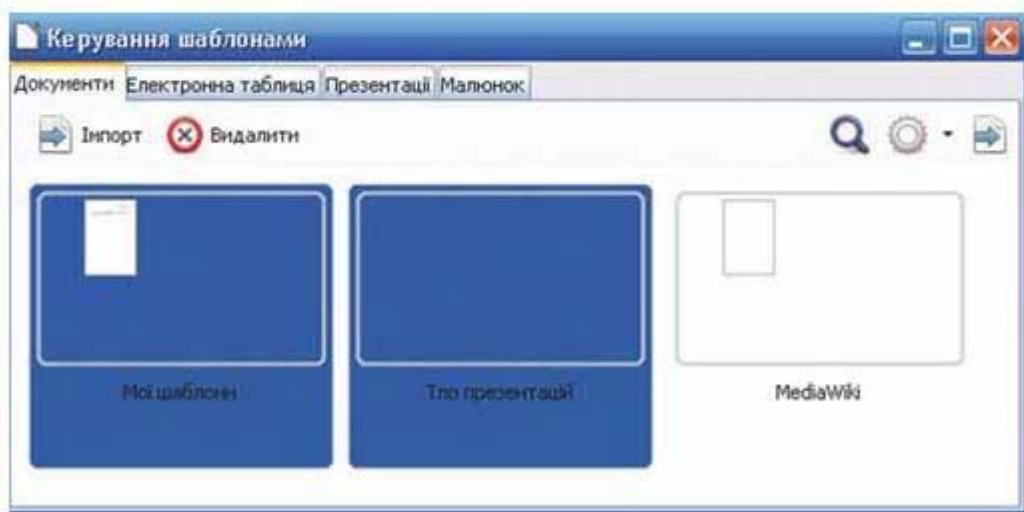 Керування шаблонами
Документи Електронна таблиця Презентації Малюнок
Імпорт Видалити
Мої шаблони Тло презентацій MediaWiki